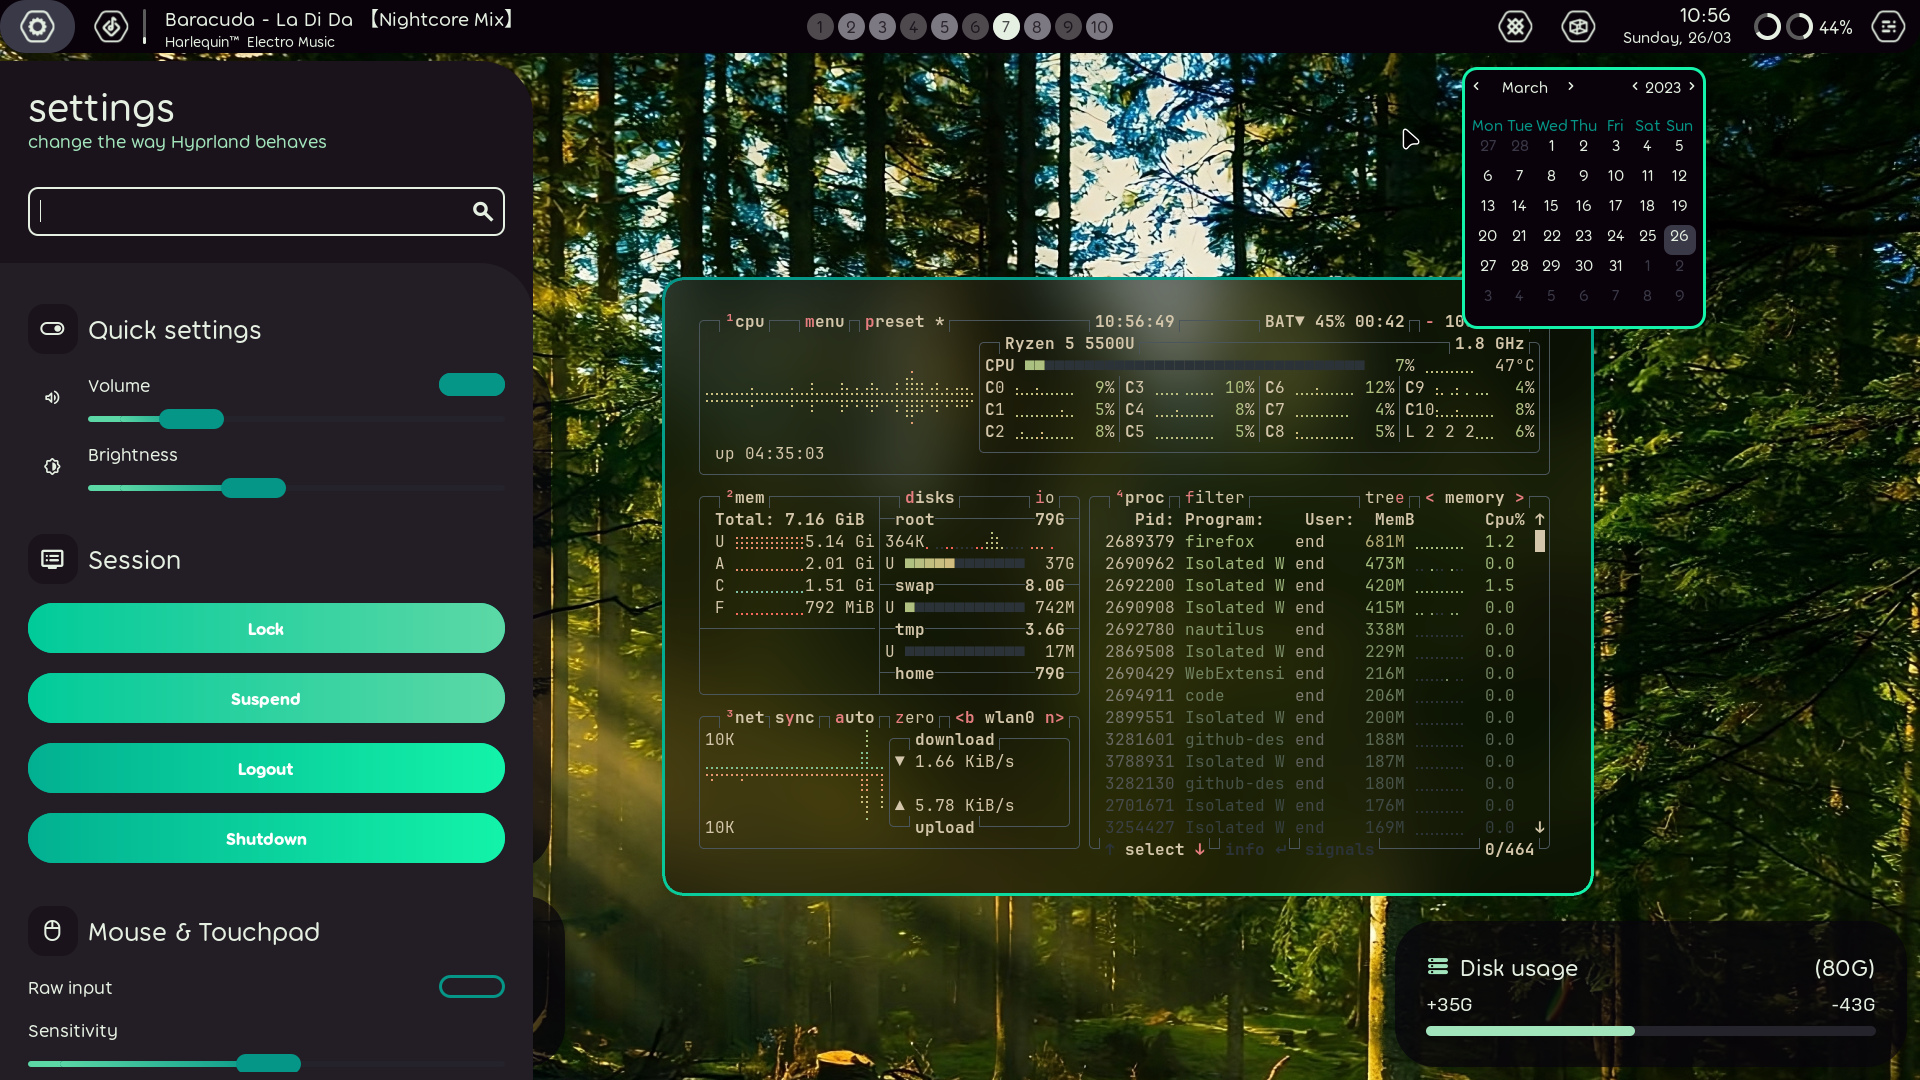 Baracuda - La Di Da 【Nightcore Mix】
Harlequin™ Electro Music
1 2 3 4 5 6 7 8 9 10
10:56
Sunday, 26/03
44%
settings
change the way Hyprland behaves
Quick settings
Volume
Brightness
Session
Lock
Suspend
Logout
Shutdown
Mouse & Touchpad
Raw input
Sensitivity
‹ March › ‹ 2023 ›
Mon Tue Wed Thu Fri Sat Sun
27 28 1 2 3 4 5
6 7 8 9 10 11 12
13 14 15 16 17 18 19
20 21 22 23 24 25 26
27 28 29 30 31 1 2
3 4 5 6 7 8 9
¹cpu menu preset * 10:56:49 BAT▼ 45% 00:42 - 10
Ryzen 5 5500U 1.8 GHz
CPU 7% 47°C
C0 9% C3 10% C6 12% C9 4%
C1 5% C4 8% C7 4% C10 8%
C2 8% C5 5% C8 5% L 2 2 2 6%
up 04:35:03
²mem disks io
Total: 7.16 GiB root 79G
U 5.14 Gi 364K
A 2.01 Gi U 37G
C 1.51 Gi swap 8.0G
F 792 MiB U 742M
tmp 3.6G
U 17M
home 79G
³net sync auto zero <b wlan0 n>
10K download
▼ 1.66 KiB/s
▲ 5.78 KiB/s
10K upload
⁴proc filter tree < memory >
Pid: Program: User: MemB Cpu% ↑
2689379 firefox end 681M 1.2
2690962 Isolated W end 473M 0.0
2692200 Isolated W end 420M 1.5
2690908 Isolated W end 415M 0.0
2692780 nautilus end 338M 0.0
2869508 Isolated W end 229M 0.0
2690429 WebExtensi end 216M 0.0
2694911 code end 206M 0.0
2899551 Isolated W end 200M 0.0
3281601 github-des end 188M 0.0
3788931 Isolated W end 187M 0.0
3282130 github-des end 180M 0.0
2701671 Isolated W end 176M 0.0
3254427 Isolated W end 169M 0.0 ↓
↑ select ↓ info ↵ signals 0/464
Disk usage (80G)
+35G -43G